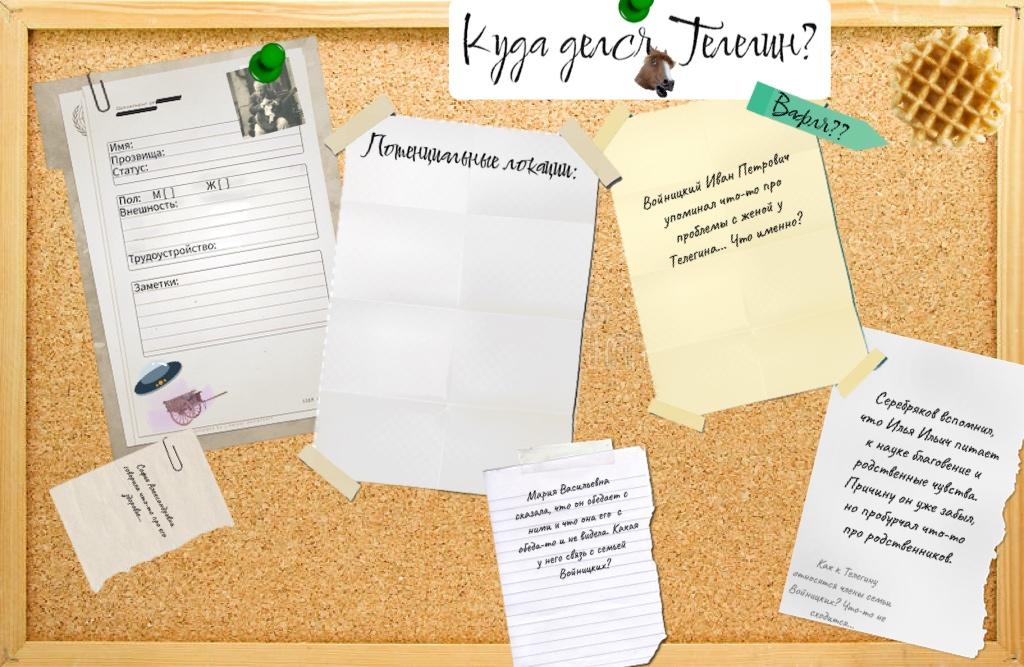 Куда делся Телегин?
Вафля??
Имя:
Прозвища:
Статус:
Пол: М [ ] Ж [ ]
Внешность:
Трудоустройство:
Заметки:
Потенциальные локации:
Войницкий Иван Петрович
упоминал что-то про
проблемы с женой у
Телегина... Что именно?
Серебряков вспомнил,
что Илья Ильич питает
к науке благовение и
родственные чувства.
Причину он уже забыл,
но пробурчал что-то
про родственников.
Как к Телегину
относятся члены семьи
Войницких? Что-то не
сходится...
Мария Васильевна
сказала, что он обедает с
ними и что она его с
обеда-то и не видела. Какая
у него связь с семьей
Войницких?
Софья Александровна
говорила что-то про его
здоровье...